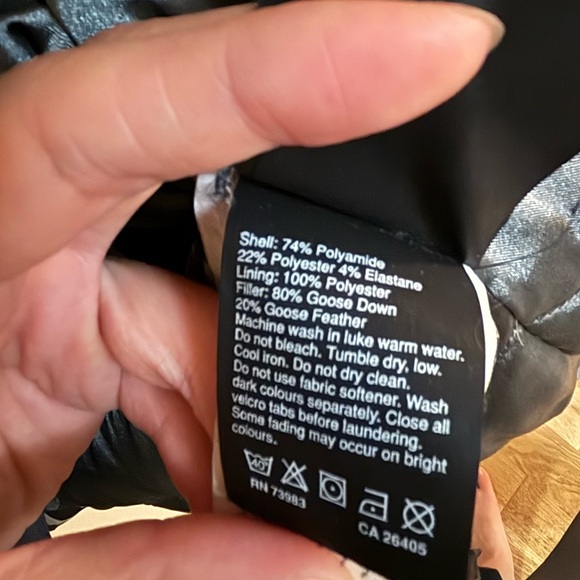 Shell: 74% Polyamide
22% Polyester 4% Elastane
Lining: 100% Polyester
Filler: 80% Goose Down
20% Goose Feather
Machine wash in luke warm water.
Do not bleach. Tumble dry, low.
Cool iron. Do not dry clean.
Do not use fabric softener. Wash
dark colours separately. Close all
velcro tabs before laundering.
Some fading may occur on bright
colours.
40°
RN 73983
CA 26405